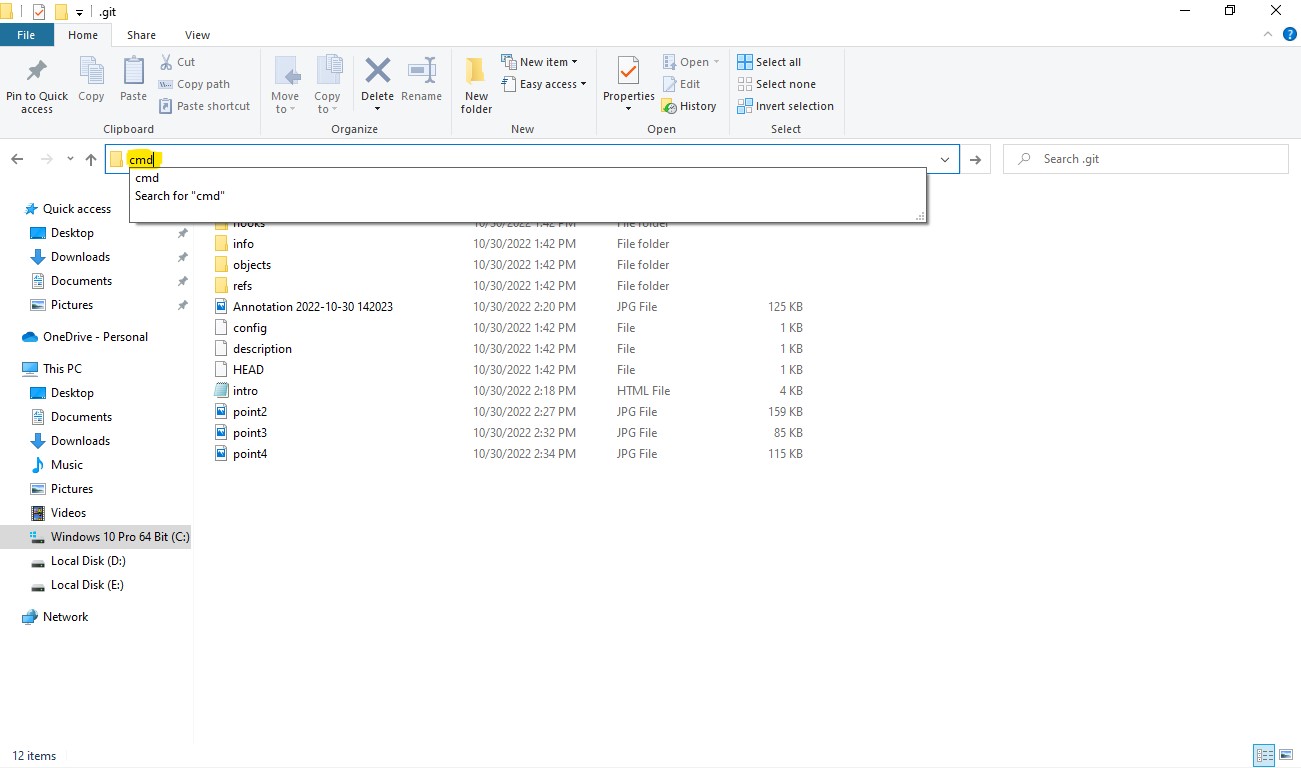 .git
File Home Share View
Pin to Quick access
Copy
Paste
Cut
Copy path
Paste shortcut
Clipboard
Move to
Copy to
Delete
Rename
Organize
New folder
New item
Easy access
New
Properties
Open
Edit
History
Open
Select all
Select none
Invert selection
Select
cmd
Search .git
cmd
Search for "cmd"
Quick access
Desktop
Downloads
Documents
Pictures
OneDrive - Personal
This PC
Desktop
Documents
Downloads
Music
Pictures
Videos
Windows 10 Pro 64 Bit (C:)
Local Disk (D:)
Local Disk (E:)
Network
hooks 10/30/2022 1:42 PM File folder
info 10/30/2022 1:42 PM File folder
objects 10/30/2022 1:42 PM File folder
refs 10/30/2022 1:42 PM File folder
Annotation 2022-10-30 142023 10/30/2022 2:20 PM JPG File 125 KB
config 10/30/2022 1:42 PM File 1 KB
description 10/30/2022 1:42 PM File 1 KB
HEAD 10/30/2022 1:42 PM File 1 KB
intro 10/30/2022 2:18 PM HTML File 4 KB
point2 10/30/2022 2:27 PM JPG File 159 KB
point3 10/30/2022 2:32 PM JPG File 85 KB
point4 10/30/2022 2:34 PM JPG File 115 KB
12 items